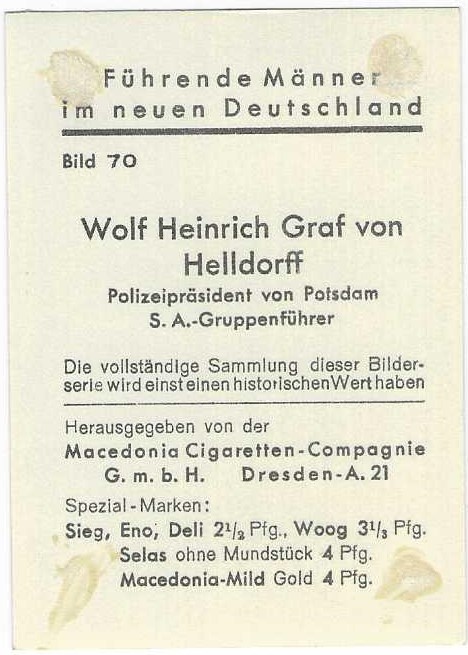 Führende Männer
im neuen Deutschland
Bild 70
Wolf Heinrich Graf von
Helldorff
Polizeipräsident von Potsdam
S. A.-Gruppenführer
Die vollständige Sammlung dieser Bilder-
serie wird einst einen historischen Wert haben
Herausgegeben von der
Macedonia Cigaretten-Compagnie
G. m. b. H. Dresden-A. 21
Spezial-Marken:
Sieg, Eno, Deli 2½ Pfg., Woog 3⅓ Pfg.
Selas ohne Mundstück 4 Pfg.
Macedonia-Mild Gold 4 Pfg.